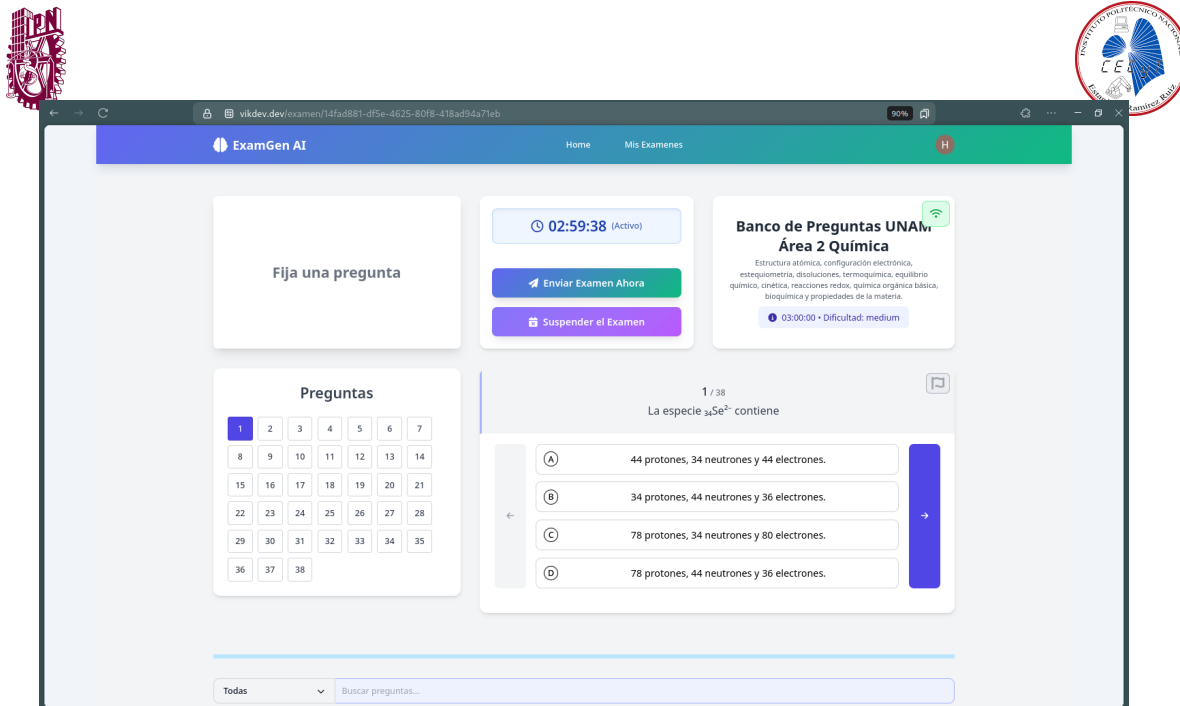 INSTITUTO POLITÉCNICO NACIONAL
vikdev.dev/examen/14fad881-df5e-4625-80f8-418ad94a71eb
90%
ExamGen AI
Home
Mis Examenes
H
Fija una pregunta
02:59:38 (Activo)
Enviar Examen Ahora
Suspender el Examen
Banco de Preguntas UNAM
Área 2 Química
Estructura atómica, configuración electrónica,
estequiometria, disoluciones, termoquímica, equilibrio
químico, cinética, reacciones redox, química orgánica básica,
bioquímica y propiedades de la materia.
03:00:00 • Dificultad: medium
Preguntas
1 2 3 4 5 6 7
8 9 10 11 12 13 14
15 16 17 18 19 20 21
22 23 24 25 26 27 28
29 30 31 32 33 34 35
36 37 38
1 / 38
La especie ₃₄Se²⁻ contiene
A 44 protones, 34 neutrones y 44 electrones.
B 34 protones, 44 neutrones y 36 electrones.
C 78 protones, 34 neutrones y 80 electrones.
D 78 protones, 44 neutrones y 36 electrones.
Todas
Buscar preguntas...